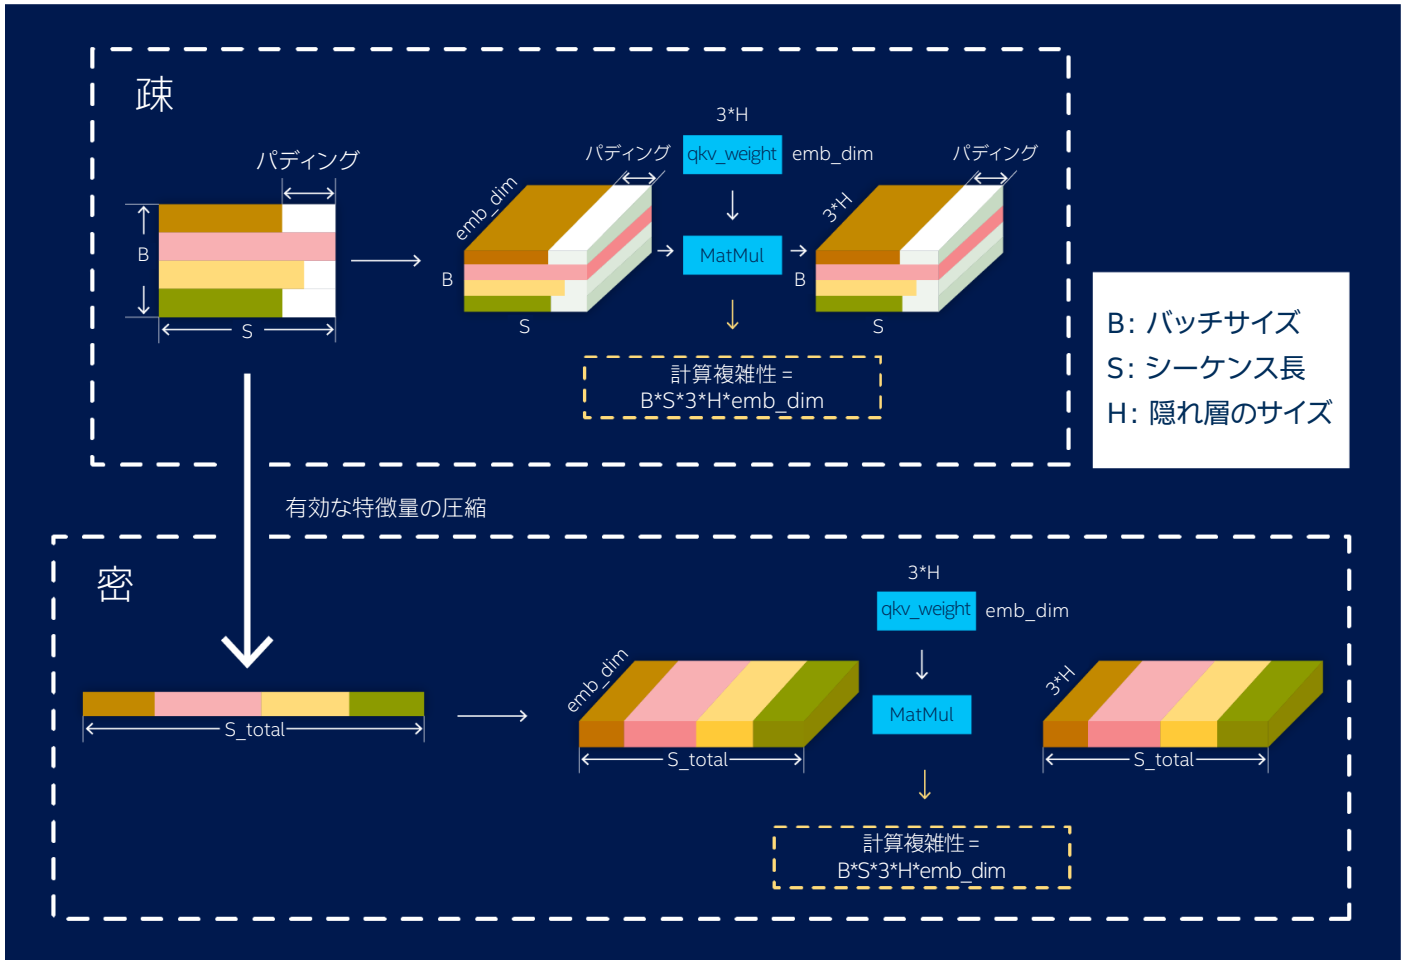 疎
パディング
B
S
emb_dim
B
S
パディング
3*H
qkv_weight
emb_dim
MatMul
パディング
3*H
B
S
計算複雑性 =
B*S*3*H*emb_dim
B: バッチサイズ
S: シーケンス長
H: 隠れ層のサイズ
有効な特徴量の圧縮
密
S_total
emb_dim
S_total
3*H
qkv_weight
emb_dim
MatMul
3*H
S_total
計算複雑性 =
B*S*3*H*emb_dim